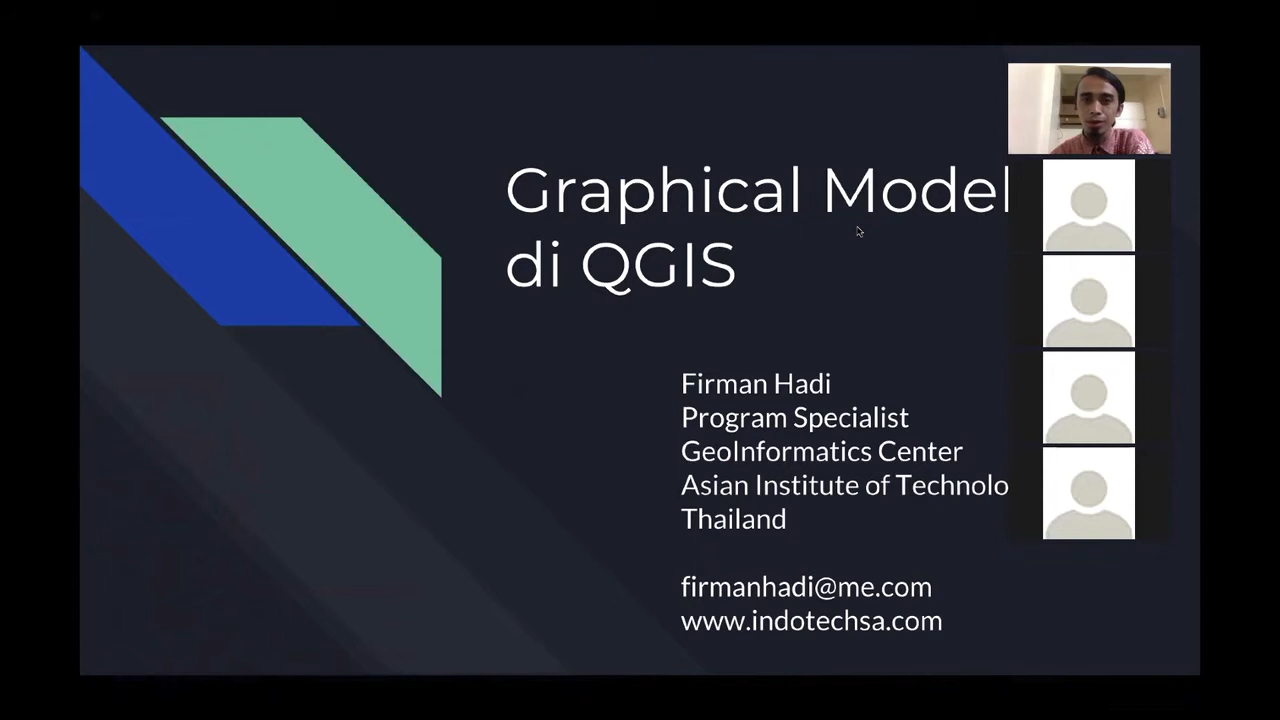 Graphical Model
di QGIS
Firman Hadi
Program Specialist
GeoInformatics Center
Asian Institute of Technolo
Thailand
firmanhadi@me.com
www.indotechsa.com